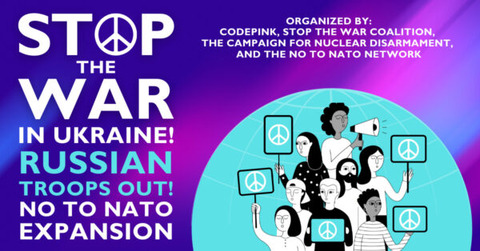 STOP
THE
WAR
IN UKRAINE!
RUSSIAN
TROOPS OUT!
NO TO NATO
EXPANSION
ORGANIZED BY:
CODEPINK, STOP THE WAR COALITION,
THE CAMPAIGN FOR NUCLEAR DISARMAMENT,
AND THE NO TO NATO NETWORK